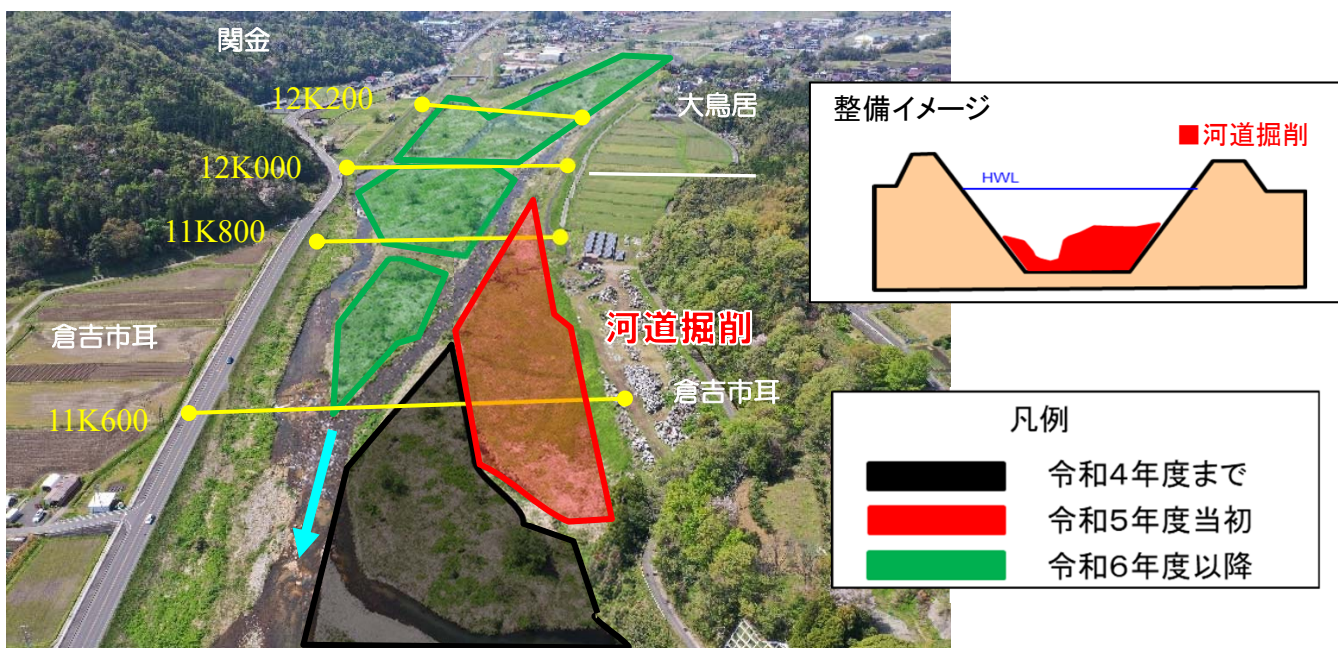 関金
12K200
大鳥居
12K000
11K800
河道掘削
倉吉市耳
倉吉市耳
11K600
整備イメージ
■河道掘削
HWL
凡例
令和4年度まで
令和5年度当初
令和6年度以降